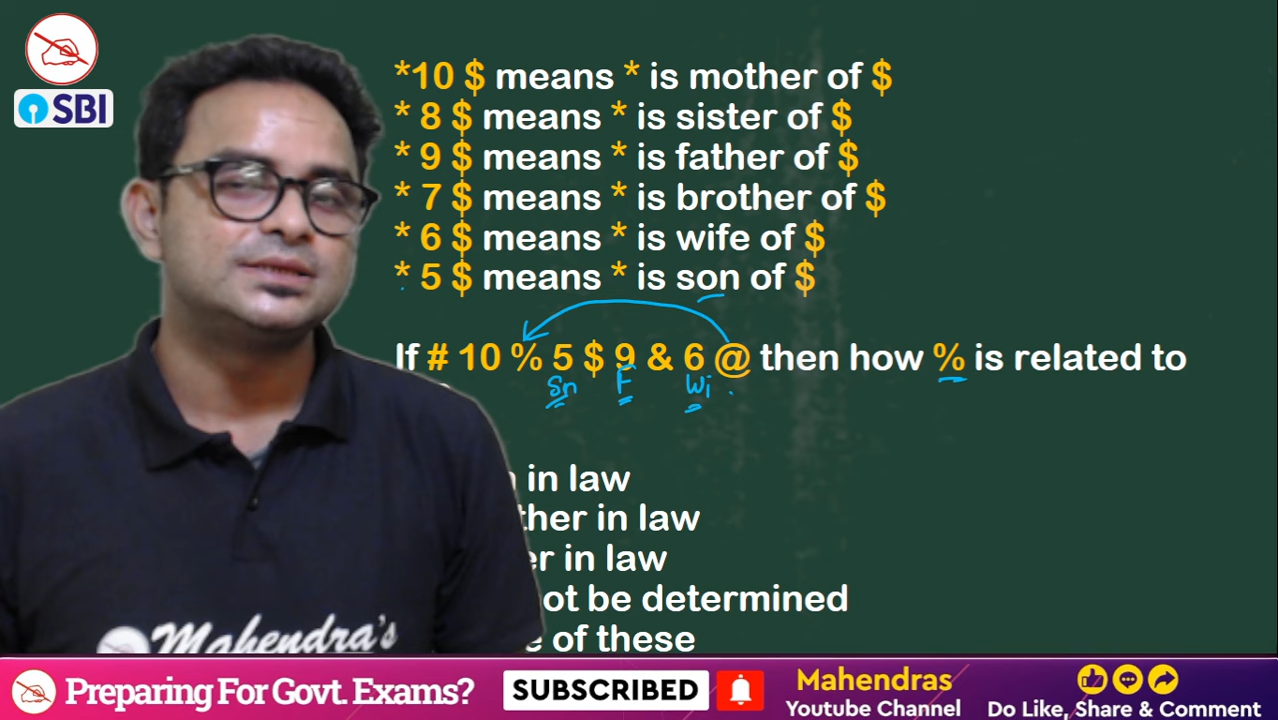 SBI
*10 $ means * is mother of $
* 8 $ means * is sister of $
* 9 $ means * is father of $
* 7 $ means * is brother of $
* 6 $ means * is wife of $
* 5 $ means * is son of $
If # 10 % 5 $ 9 & 6 @ then how % is related to
Sn F Wi
in law
in law
in law
be determined
of these
Mahendra's
Preparing For Govt. Exams?
SUBSCRIBED
Mahendras
Youtube Channel
Do Like, Share & Comment